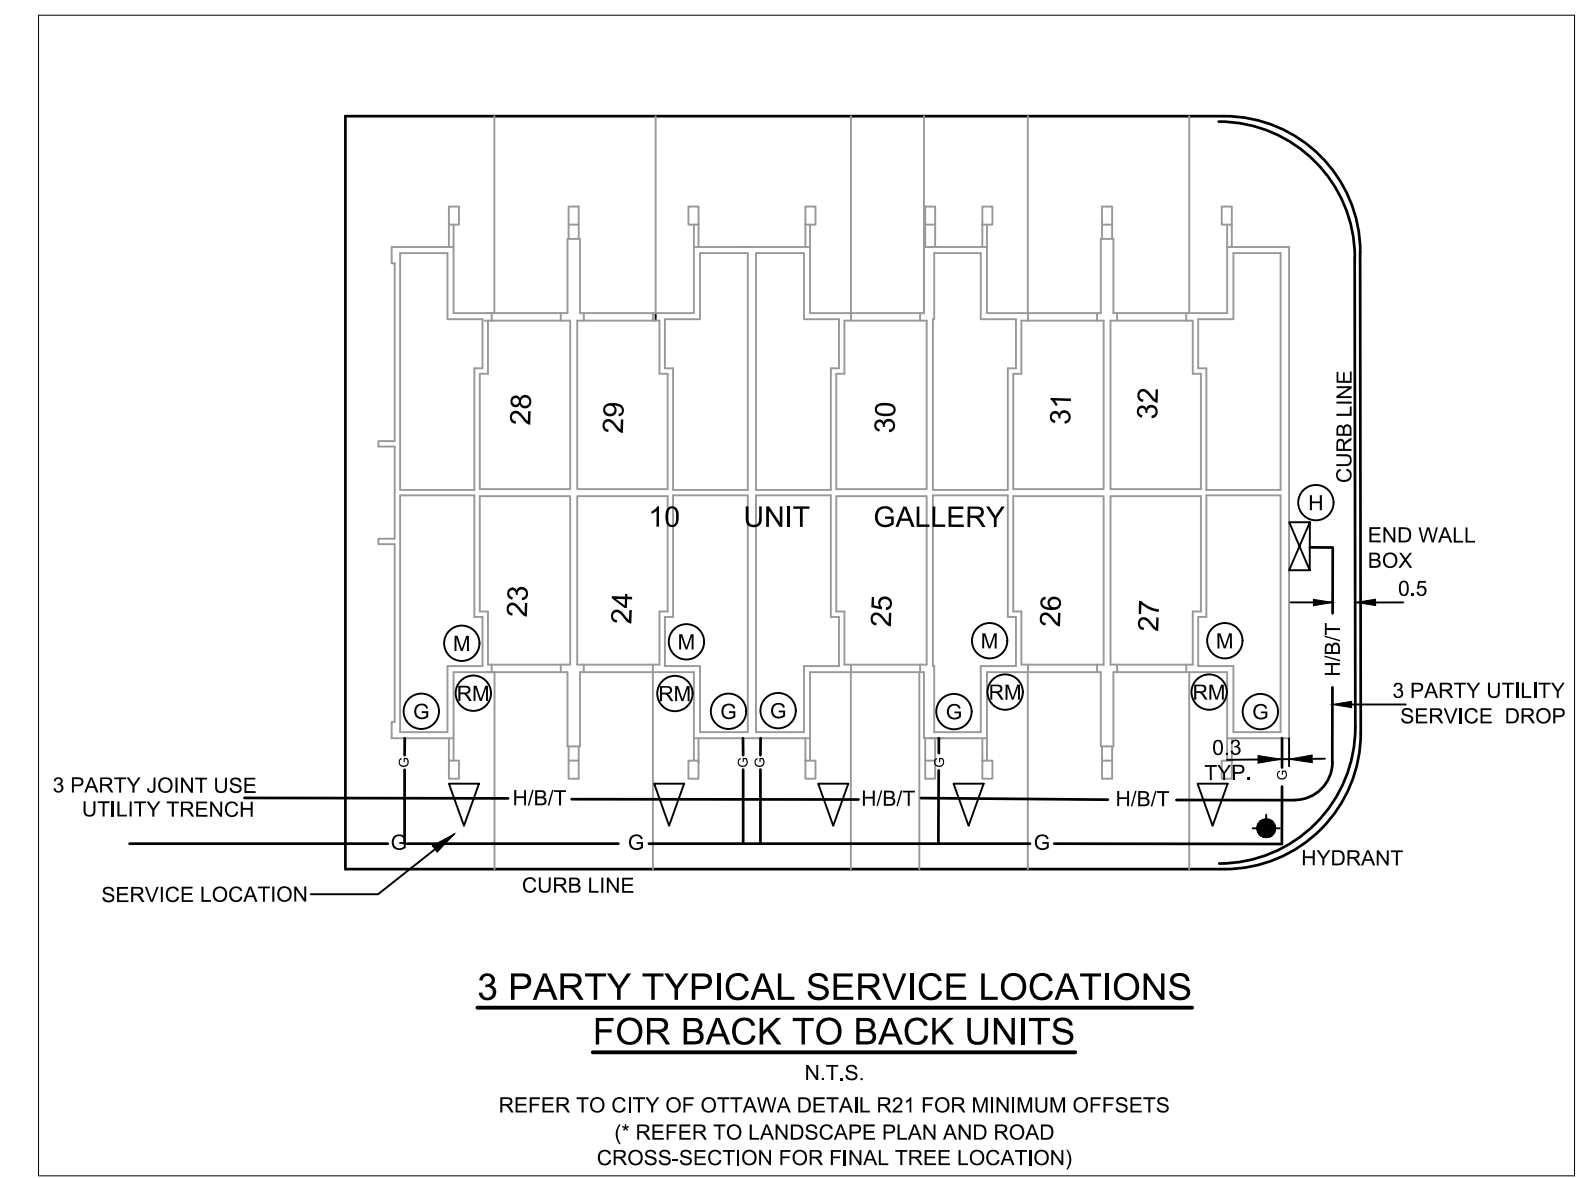 28
29
30
31
32
CURB LINE
H
10 UNIT GALLERY
END WALL
BOX
0.5
23
24
25
26
27
M
M
M
M
H/B/T
RM
RM
RM
RM
3 PARTY UTILITY
SERVICE DROP
G
G
G
G
G
0.3
TYP.
G
G
G
G
G
3 PARTY JOINT USE
UTILITY TRENCH
H/B/T
H/B/T
H/B/T
G
G
G
HYDRANT
SERVICE LOCATION
CURB LINE
3 PARTY TYPICAL SERVICE LOCATIONS
FOR BACK TO BACK UNITS
N.T.S.
REFER TO CITY OF OTTAWA DETAIL R21 FOR MINIMUM OFFSETS
(* REFER TO LANDSCAPE PLAN AND ROAD
CROSS-SECTION FOR FINAL TREE LOCATION)